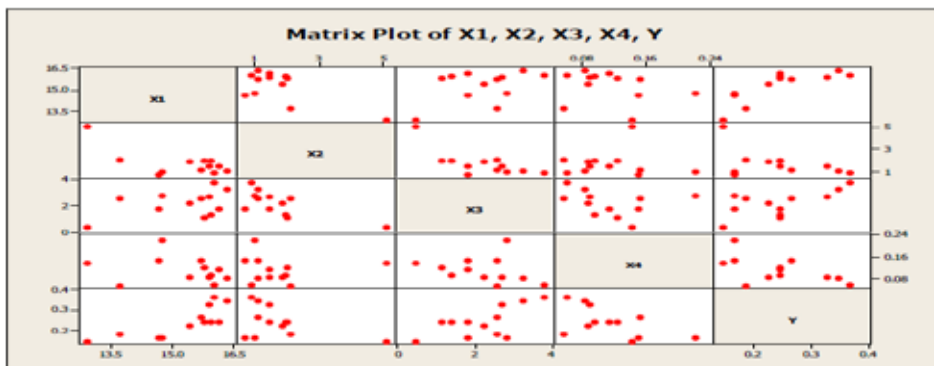 Matrix Plot of X1, X2, X3, X4, Y
1 3 5 0.08 0.16 0.24
16.5
15.0
13.5
X1
X2
5
3
1
4
2
0
X3
X4
0.24
0.16
0.08
0.4
0.3
0.2
Y
13.5 15.0 16.5 0 2 4 0.2 0.3 0.4